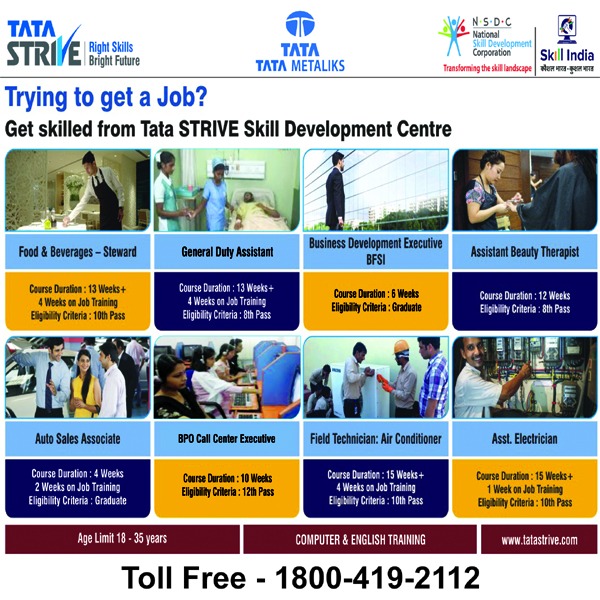 TATA
STRIVE
Right Skills
Bright Future
TATA
TATA METALIKS
N·S·D·C
National
Skill Development
Corporation
Transforming the skill landscape
Skill India
कौशल भारत-कुशल भारत
Trying to get a Job?
Get skilled from Tata STRIVE Skill Development Centre
Food & Beverages – Steward
Course Duration : 13 Weeks+
4 Weeks on Job Training
Eligibility Criteria : 10th Pass
General Duty Assistant
Course Duration : 13 Weeks+
4 Weeks on Job Training
Eligibility Criteria : 8th Pass
Business Development Executive
BFSI
Course Duration : 6 Weeks
Eligibility Criteria : Graduate
Assistant Beauty Therapist
Course Duration : 12 Weeks
Eligibility Criteria : 8th Pass
Auto Sales Associate
Course Duration : 4 Weeks
2 Weeks on Job Training
Eligibility Criteria : Graduate
BPO Call Center Executive
Course Duration : 10 Weeks
Eligibility Criteria : 12th Pass
Field Technician: Air Conditioner
Course Duration : 15 Weeks+
4 Weeks on Job Training
Eligibility Criteria : 10th Pass
Asst. Electrician
Course Duration : 15 Weeks+
1 Week on Job Training
Eligibility Criteria : 10th Pass
Age Limit 18 - 35 years
COMPUTER & ENGLISH TRAINING
www.tatastrive.com
Toll Free - 1800-419-2112